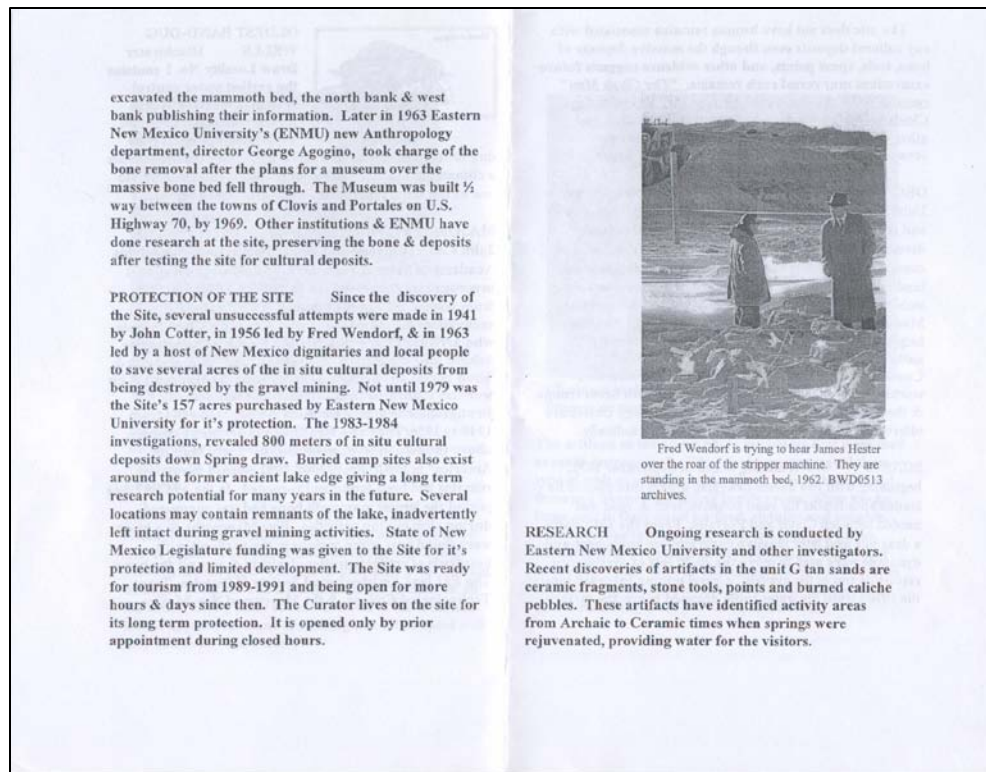 excavated the mammoth bed, the north bank & west
bank publishing their information. Later in 1963 Eastern
New Mexico University's (ENMU) new Anthropology
department, director George Agogino, took charge of the
bone removal after the plans for a museum over the
massive bone bed fell through. The Museum was built ½
way between the towns of Clovis and Portales on U.S.
Highway 70, by 1969. Other institutions & ENMU have
done research at the site, preserving the bone & deposits
after testing the site for cultural deposits.
PROTECTION OF THE SITE Since the discovery of
the Site, several unsuccessful attempts were made in 1941
by John Cotter, in 1956 led by Fred Wendorf, & in 1963
led by a host of New Mexico dignitaries and local people
to save several acres of the in situ cultural deposits from
being destroyed by the gravel mining. Not until 1979 was
the Site's 157 acres purchased by Eastern New Mexico
University for it's protection. The 1983-1984
investigations, revealed 800 meters of in situ cultural
deposits down Spring draw. Buried camp sites also exist
around the former ancient lake edge giving a long term
research potential for many years in the future. Several
locations may contain remnants of the lake, inadvertently
left intact during gravel mining activities. State of New
Mexico Legislature funding was given to the Site for it's
protection and limited development. The Site was ready
for tourism from 1989-1991 and being open for more
hours & days since then. The Curator lives on the site for
its long term protection. It is opened only by prior
appointment during closed hours.
Fred Wendorf is trying to hear James Hester
over the roar of the stripper machine. They are
standing in the mammoth bed, 1962. BWD0513
archives.
RESEARCH Ongoing research is conducted by
Eastern New Mexico University and other investigators.
Recent discoveries of artifacts in the unit G tan sands are
ceramic fragments, stone tools, points and burned caliche
pebbles. These artifacts have identified activity areas
from Archaic to Ceramic times when springs were
rejuvenated, providing water for the visitors.